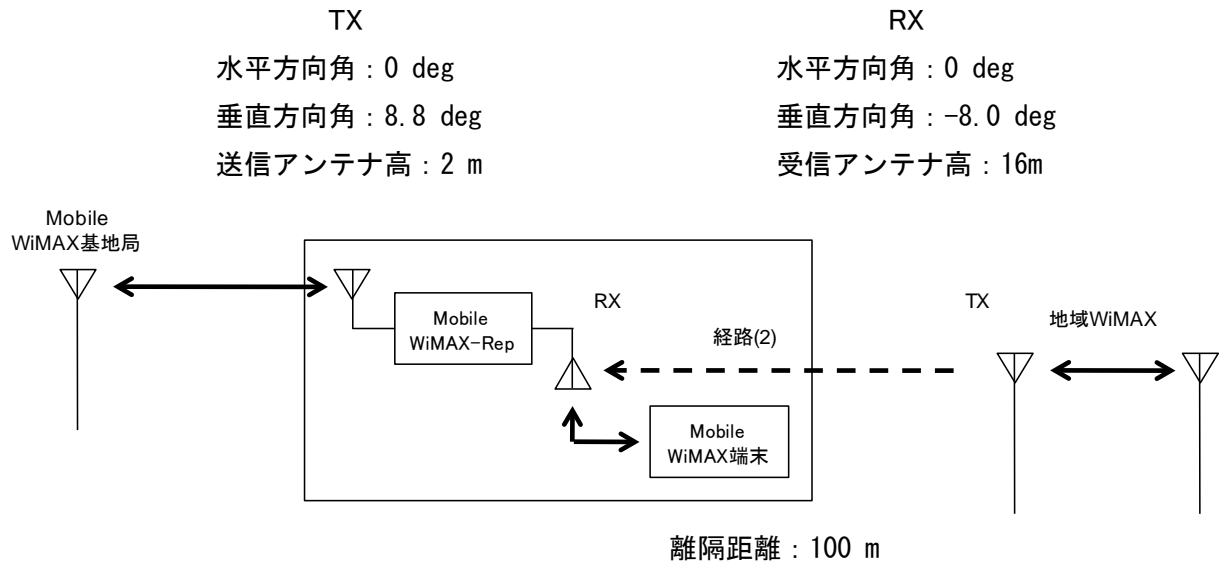 TX
水平方向角：0 deg
垂直方向角：8.8 deg
送信アンテナ高：2 m
RX
水平方向角：0 deg
垂直方向角：-8.0 deg
受信アンテナ高：16m
Mobile
WiMAX基地局
Mobile
WiMAX-Rep
RX
経路(2)
TX
地域WiMAX
Mobile
WiMAX端末
離隔距離：100 m